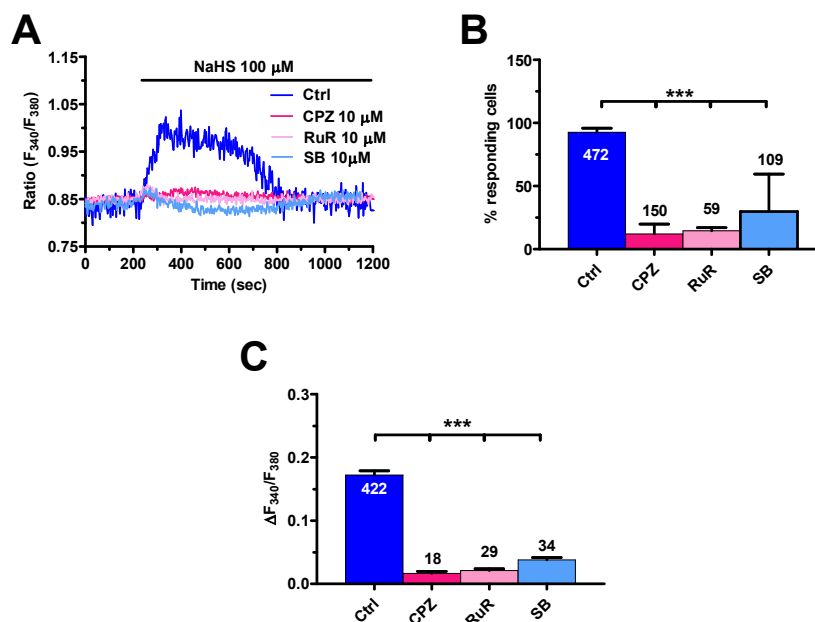 A
NaHS 100 µM
Ctrl
CPZ 10 µM
RuR 10 µM
SB 10µM
Ratio (F340/F380)
1.15
1.05
0.95
0.85
0.75
0
200
400
600
800
1000
1200
Time (sec)
B
***
% responding cells
150
100
50
0
472
150
59
109
Ctrl
CPZ
RuR
SB
C
***
ΔF340/F380
0.3
0.2
0.1
0.0
422
18
29
34
Ctrl
CPZ
RuR
SB